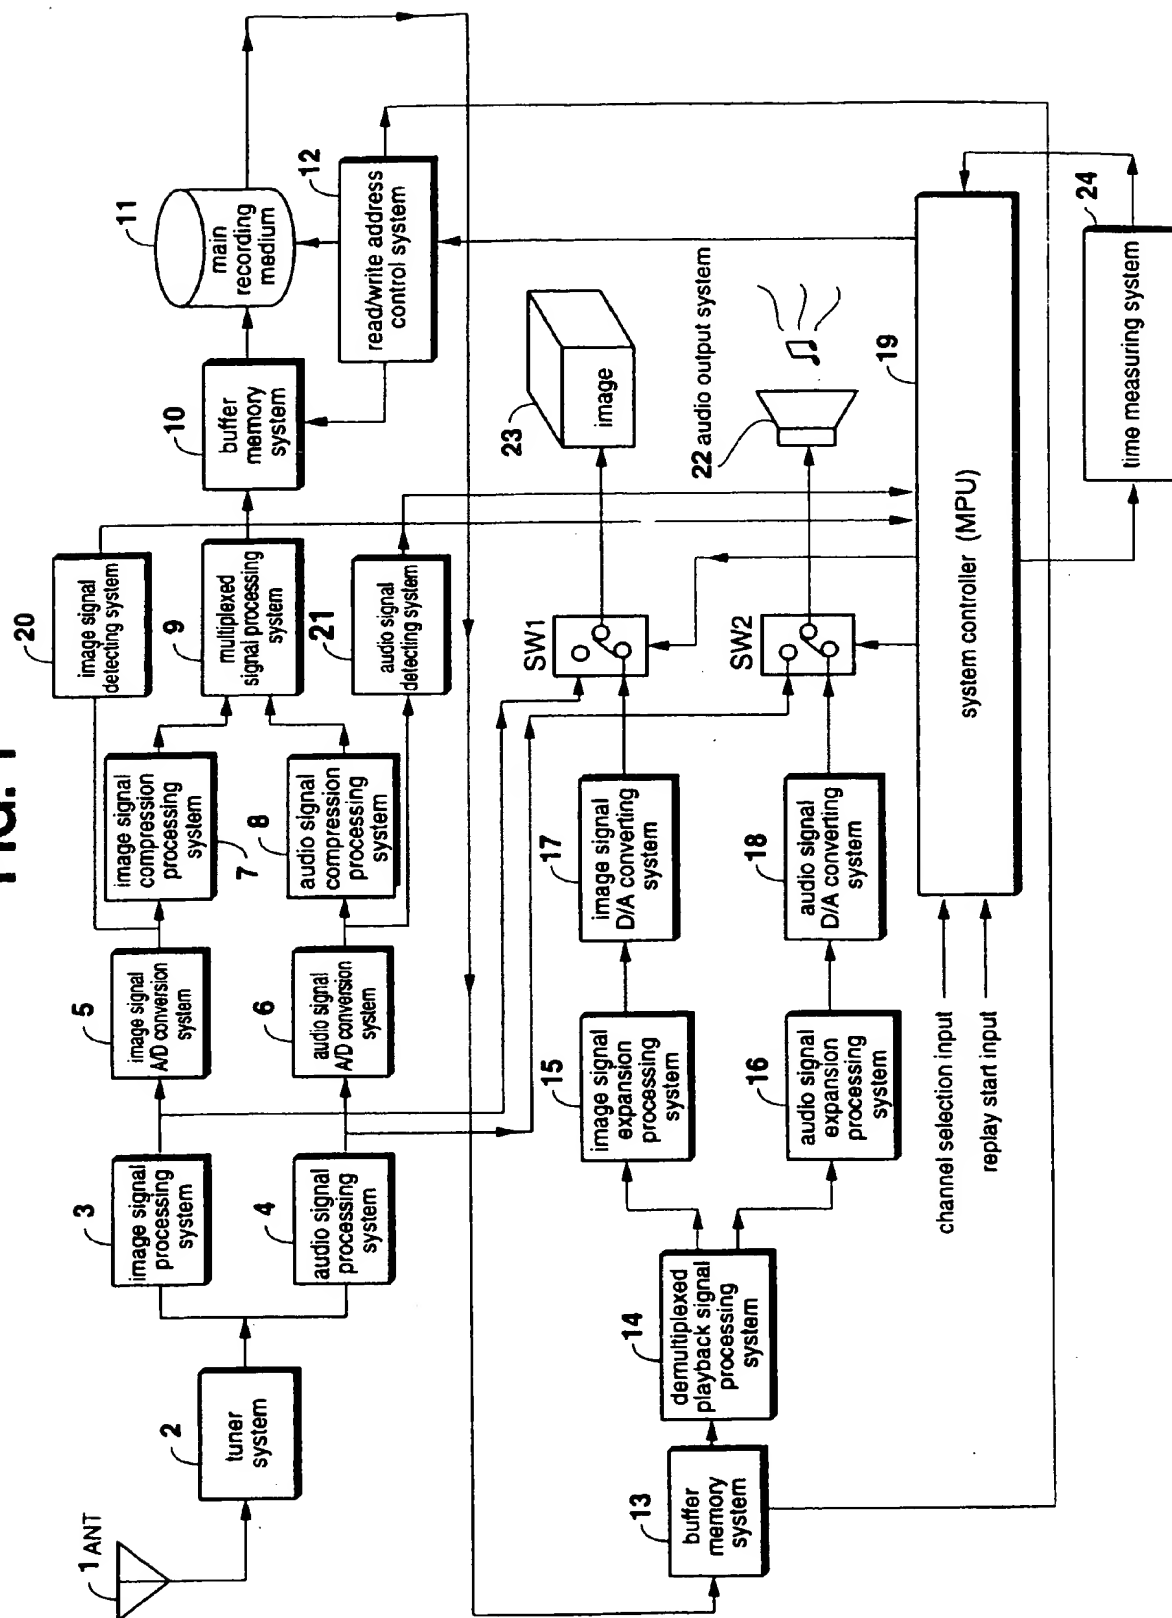 FIG. 1
1 ANT
2
tuner
system
3
image signal
processing
system
4
audio signal
processing
system
5
image signal
A/D conversion
system
6
audio signal
A/D conversion
system
7
image signal
compression
processing
system
8
audio signal
compression
processing
system
20
image signal
detecting system
9
multiplexed
signal processing
system
21
audio signal
detecting system
10
buffer
memory
system
11
main
recording
medium
12
read/write address
control system
13
buffer
memory
system
14
demultiplexed
playback signal
processing
system
15
image signal
expansion
processing
system
16
audio signal
expansion
processing
system
17
image signal
D/A converting
system
18
audio signal
D/A converting
system
SW1
SW2
23
image
22 audio output system
channel selection input
replay start input
19
system controller (MPU)
24
time measuring system